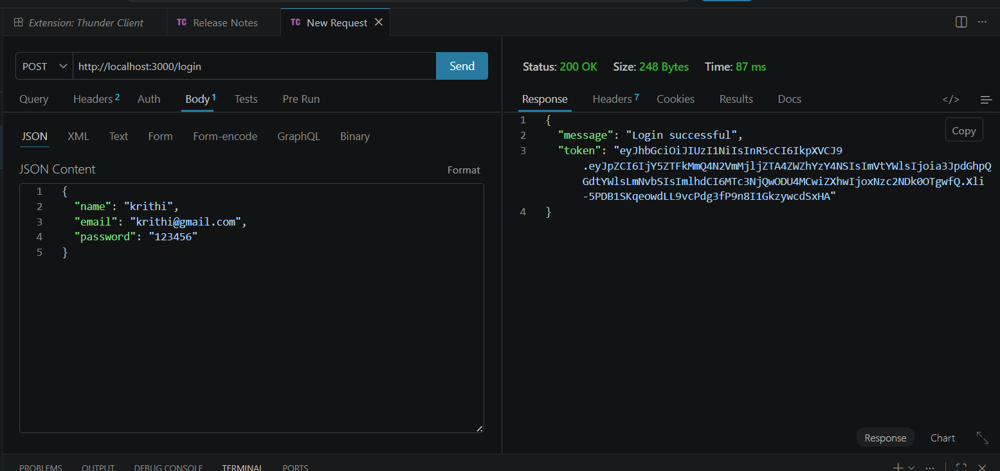 Extension: Thunder Client
TC Release Notes
TC New Request
POST
http://localhost:3000/login
Send
Query
Headers 2
Auth
Body 1
Tests
Pre Run
JSON
XML
Text
Form
Form-encode
GraphQL
Binary
JSON Content
Format
1 {
2 "name": "krithi",
3 "email": "krithi@gmail.com",
4 "password": "123456"
5 }
Status: 200 OK Size: 248 Bytes Time: 87 ms
Response
Headers 7
Cookies
Results
Docs
</>
Copy
1 {
2 "message": "Login successful",
3 "token": "eyJhbGciOiJIUzI1NiIsInR5cCI6IkpXVCJ9
.eyJpZCI6IjY5ZTFkMmQ4N2VmMjljZTA4ZWZhYzY4NSIsImVtYWlsIjoia3JpdGhpQ
GdtYWlsLmNvbSIsImlhdCI6MTc3NjQwODU4MCwiZXhwIjoxNzc2NDk0OTgwfQ.Xli
-5PDB1SKqeowdLL9vcPdg3fP9n8I1GkzywcdSxHA"
4 }
Response
Chart
PROBLEMS
OUTPUT
DEBUG CONSOLE
TERMINAL
PORTS